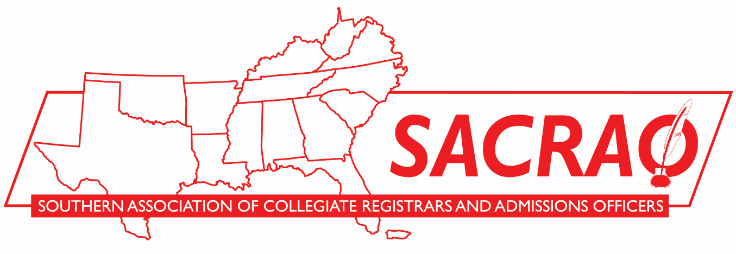 SACRAO
SOUTHERN ASSOCIATION OF COLLEGIATE REGISTRARS AND ADMISSIONS OFFICERS